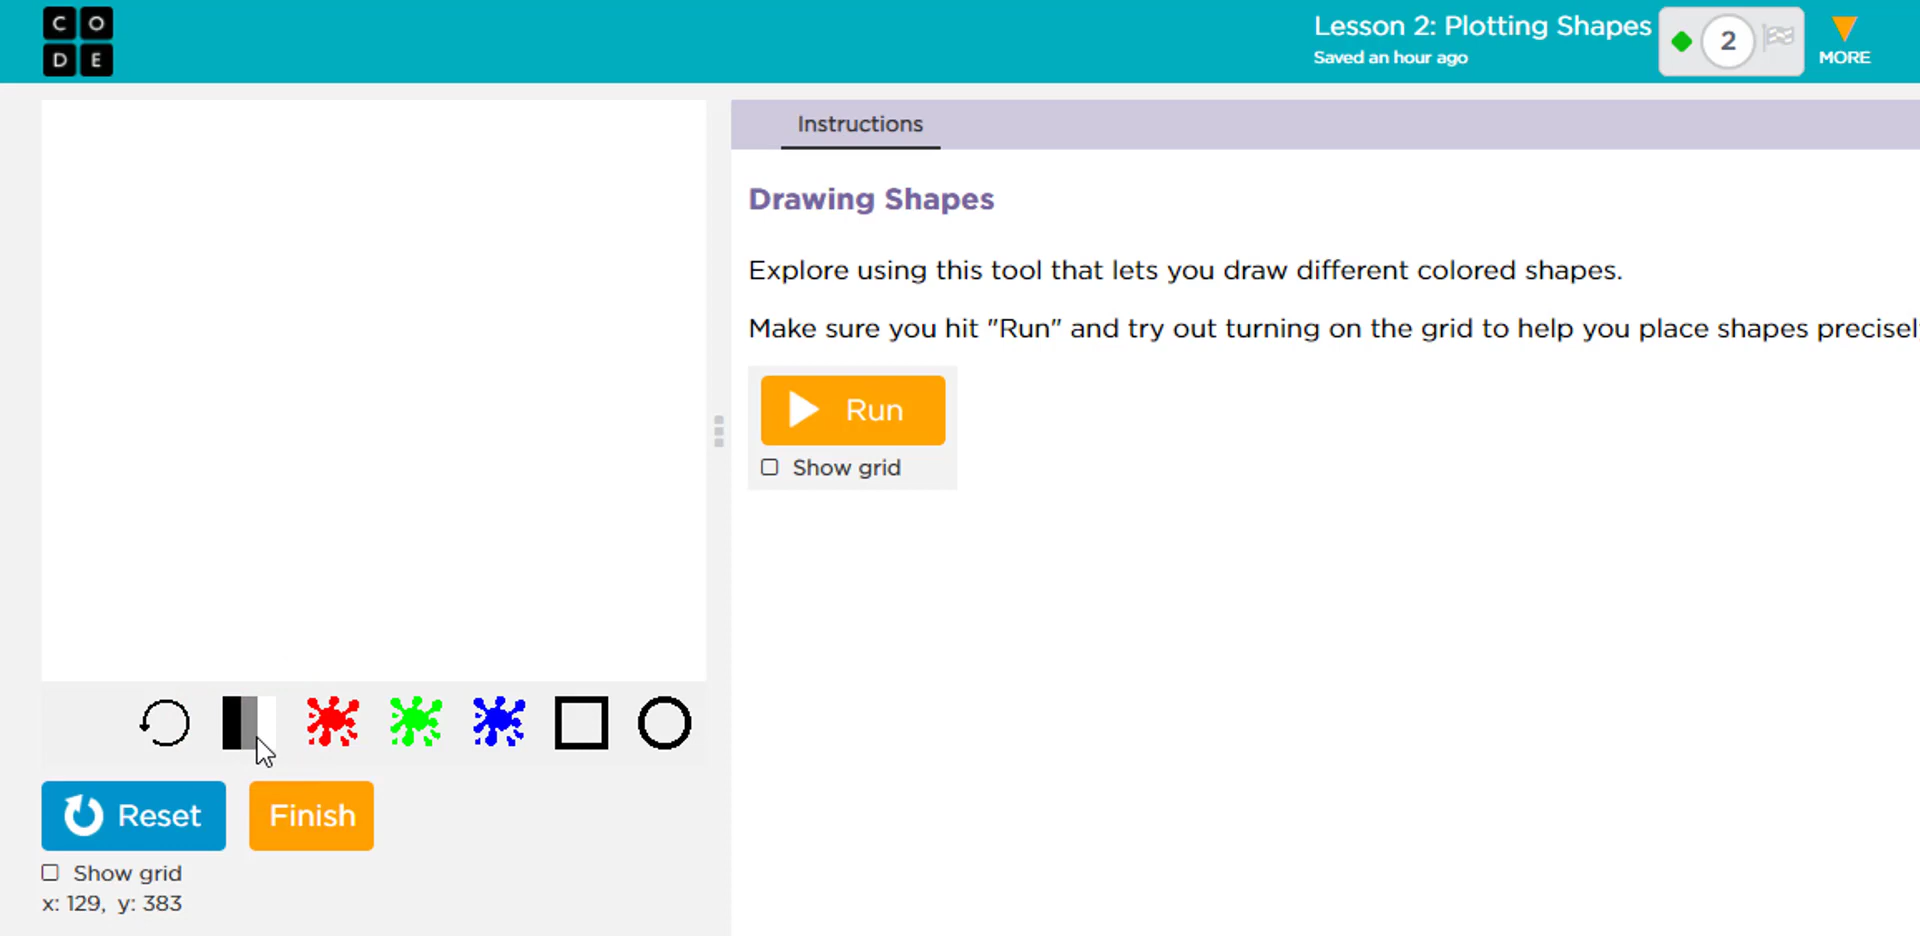 C O
D E
Lesson 2: Plotting Shapes
Saved an hour ago
2
MORE
Instructions
Drawing Shapes
Explore using this tool that lets you draw different colored shapes.
Make sure you hit "Run" and try out turning on the grid to help you place shapes precisel
Run
Show grid
Reset
Finish
Show grid
x: 129, y: 383